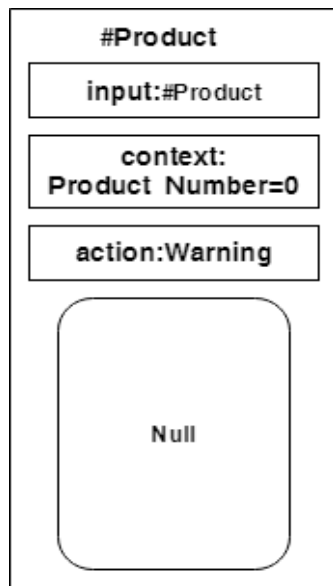 #Product
input:#Product
context:
Product Number=0
action:Warning
Null